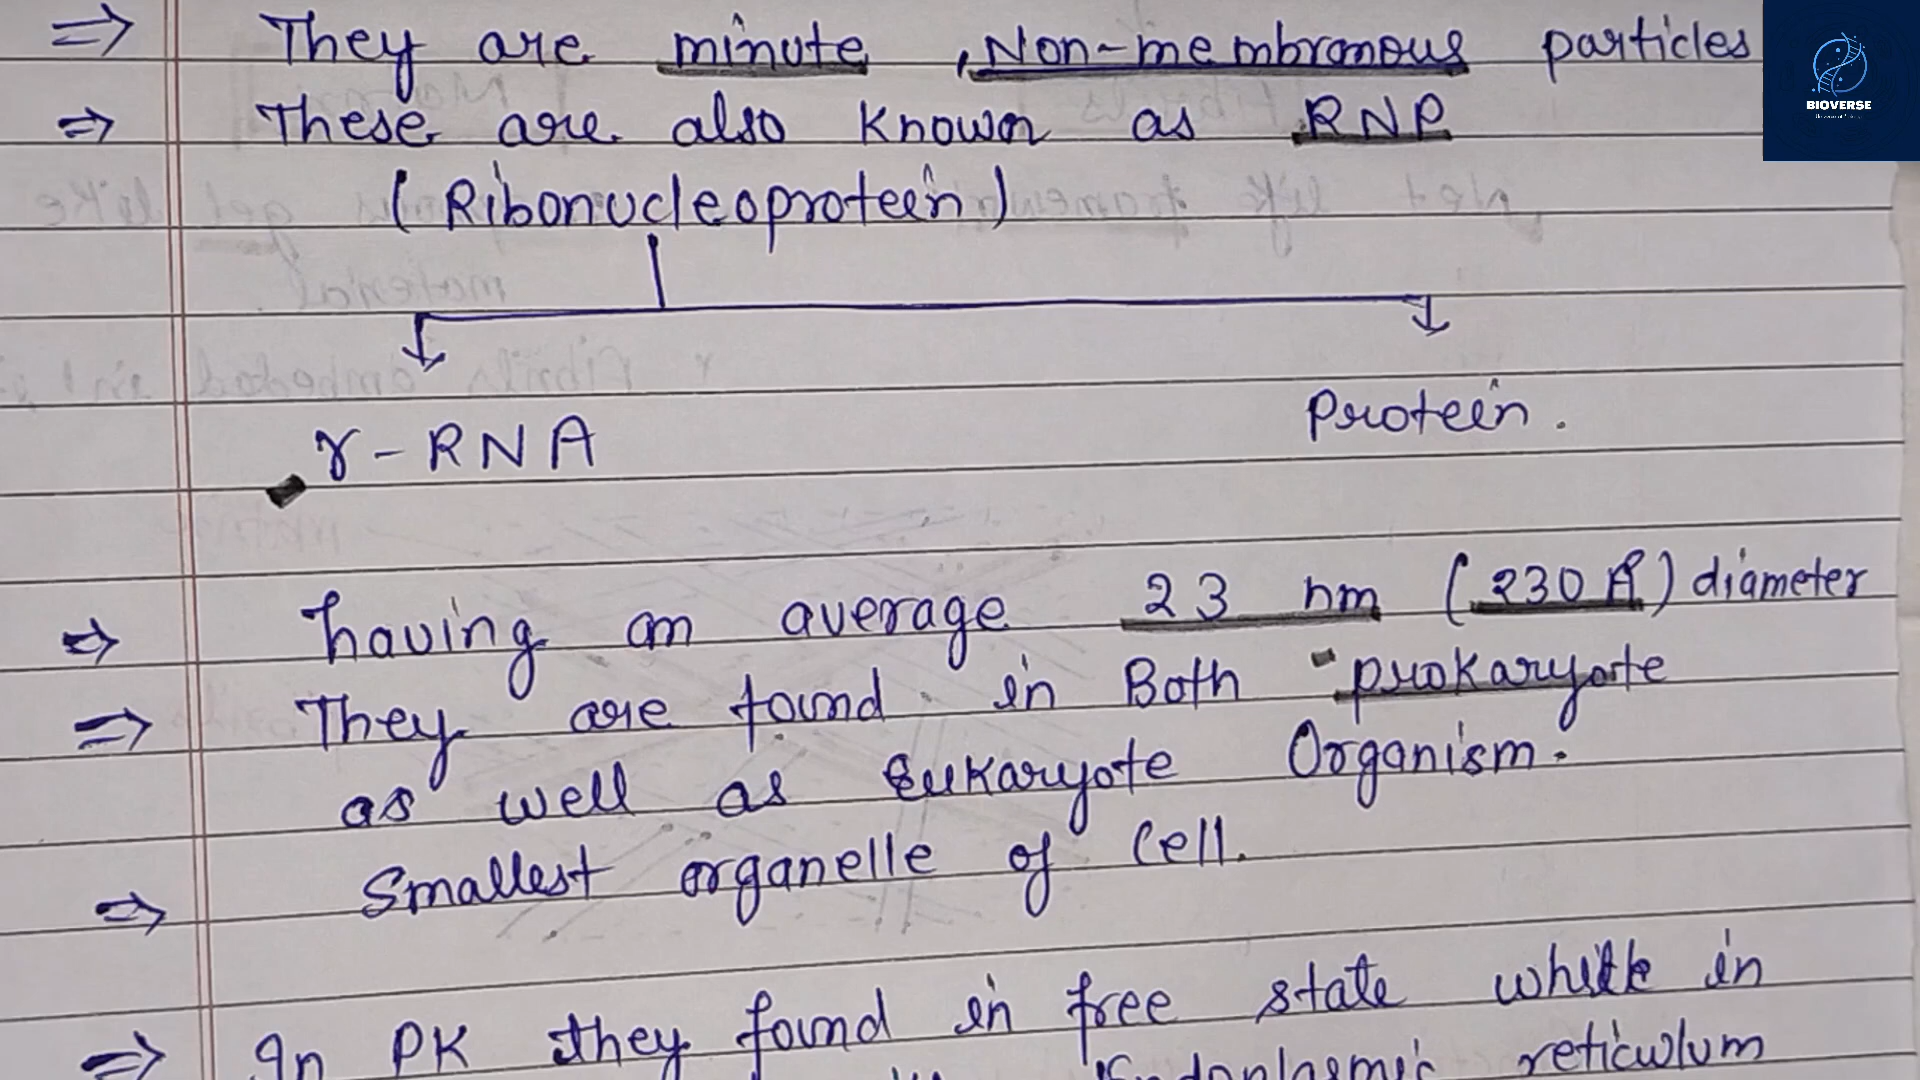 ⇒ They are minute, Non-membranous particles
⇒ These are also known as RNP
(Ribonucleoprotein)
r-RNA
Protein.
⇒ having an average 23 nm (230 Å) diameter
⇒ They are found in Both prokaryote
as well as eukaryote Organism.
⇒ Smallest organelle of cell.
⇒ In PK they found in free state while in
Endoplasmic reticulum
BIOVERSE